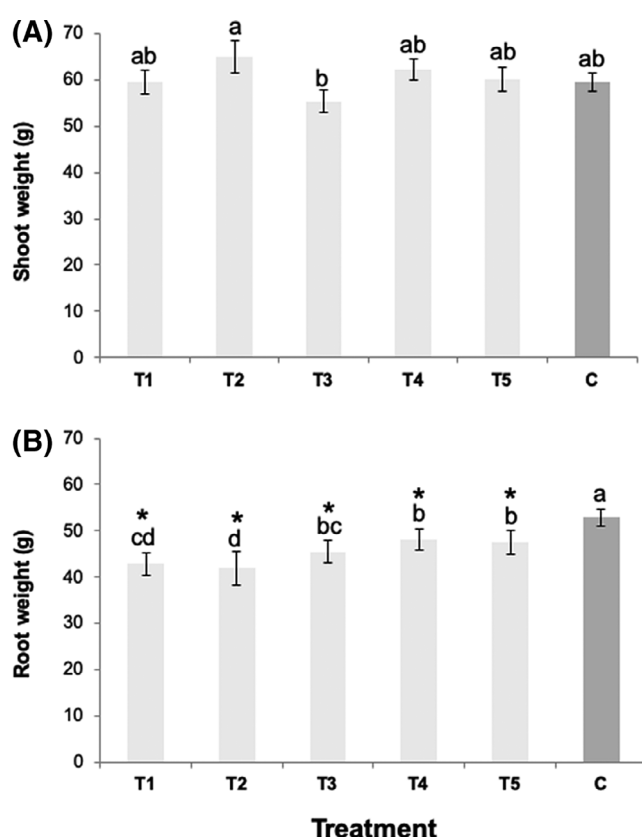 (A)
Shoot weight (g)
70
60
50
40
30
20
10
0
ab
a
b
ab
ab
ab
T1 T2 T3 T4 T5 C
(B)
Root weight (g)
70
60
50
40
30
20
10
0
* * * * *
cd d bc b b a
T1 T2 T3 T4 T5 C
Treatment